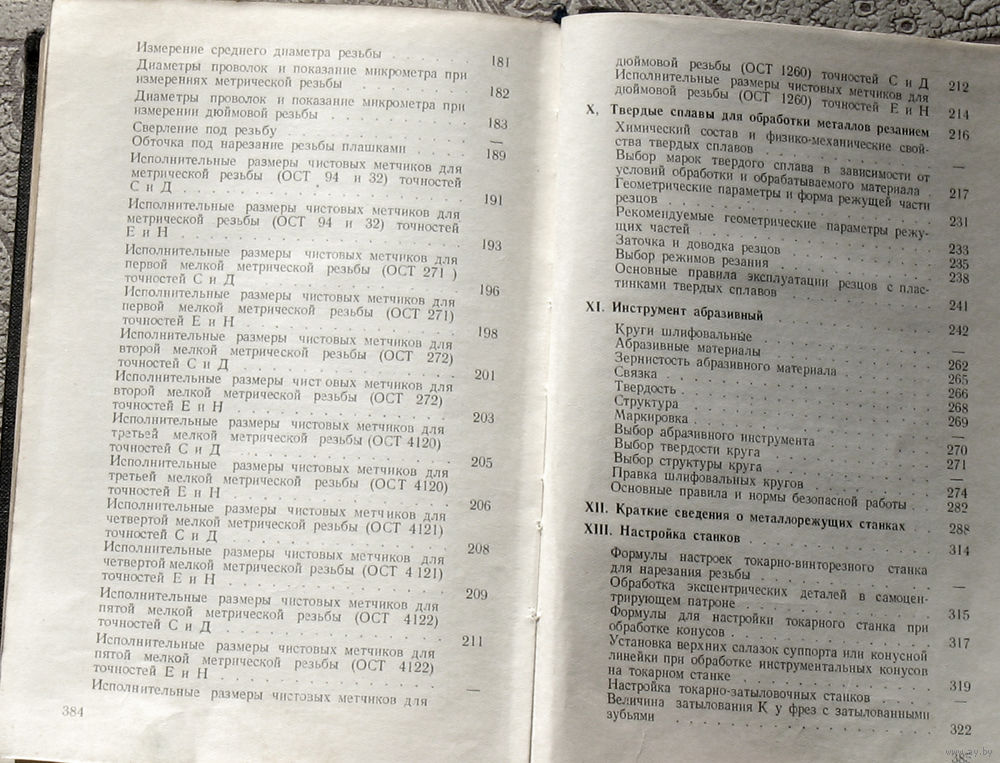 Измерение среднего диаметра резьбы . . . . . . . 181
Диаметры проволок и показание микрометра при
измерениях метрической резьбы . . . . . . . . 182
Диаметры проволок и показание микрометра при
измерении дюймовой резьбы . . . . . . . . . 183
Сверление под резьбу . . . . . . . . . . . . —
Обточка под нарезание резьбы плашками . . . . . 189
Исполнительные размеры чистовых метчиков для
метрической резьбы (ОСТ 94 и 32) точностей
С и Д . . . . . . . . . . . . . . . 191
Исполнительные размеры чистовых метчиков для
метрической резьбы (ОСТ 94 и 32) точностей
Е и Н . . . . . . . . . . . . . . . 193
Исполнительные размеры чистовых метчиков для
первой мелкой метрической резьбы (ОСТ 271 )
точностей С и Д . . . . . . . . . . . . 196
Исполнительные размеры чистовых метчиков для
первой мелкой метрической резьбы (ОСТ 271)
точностей Е и Н . . . . . . . . . . . . 198
Исполнительные размеры чистовых метчиков для
второй мелкой метрической резьбы (ОСТ 272)
точностей С и Д . . . . . . . . . . . . 201
Исполнительные размеры чистовых метчиков для
второй мелкой метрической резьбы (ОСТ 272)
точностей Е и Н . . . . . . . . . . . . 203
Исполнительные размеры чистовых метчиков для
третьей мелкой метрической резьбы (ОСТ 4120)
точностей С и Д . . . . . . . . . . . . 205
Исполнительные размеры чистовых метчиков для
третьей мелкой метрической резьбы (ОСТ 4120)
точностей Е и Н . . . . . . . . . . . . 206
Исполнительные размеры чистовых метчиков для
четвертой мелкой метрической резьбы (ОСТ 4121)
точностей С и Д . . . . . . . . . . . . 208
Исполнительные размеры чистовых метчиков для
четвертой мелкой метрической резьбы (ОСТ 4121)
точностей Е и Н . . . . . . . . . . . . 209
Исполнительные размеры чистовых метчиков для
пятой мелкой метрической резьбы (ОСТ 4122)
точностей С и Д . . . . . . . . . . . . 211
Исполнительные размеры чистовых метчиков для
пятой мелкой метрической резьбы (ОСТ 4122)
точностей Е и Н . . . . . . . . . . . . —
Исполнительные размеры чистовых метчиков для
384
дюймовой резьбы (ОСТ 1260) точностей С и Д 212
Исполнительные размеры чистовых метчиков для
дюймовой резьбы (ОСТ 1260) точностей Е и Н 214
X. Твердые сплавы для обработки металлов резанием 216
Химический состав и физико-механические свой-
ства твердых сплавов . . . . . . . . . . —
Выбор марок твердого сплава в зависимости от
условий обработки и обрабатываемого материала 217
Геометрические параметры и форма режущей части
резцов . . . . . . . . . . . . . . . 231
Рекомендуемые геометрические параметры режу-
щих частей . . . . . . . . . . . . . 233
Заточка и доводка резцов . . . . . . . . . 235
Выбор режимов резания . . . . . . . . . . 238
Основные правила эксплуатации резцов с плас-
тинками твердых сплавов . . . . . . . . . 241
XI. Инструмент абразивный . . . . . . . . . . 242
Круги шлифовальные . . . . . . . . . . . —
Абразивные материалы . . . . . . . . . . 262
Зернистость абразивного материала . . . . . . 265
Связка . . . . . . . . . . . . . . . 266
Твердость . . . . . . . . . . . . . . 268
Структура . . . . . . . . . . . . . . 269
Маркировка . . . . . . . . . . . . . . —
Выбор абразивного инструмента . . . . . . . 270
Выбор твердости круга . . . . . . . . . . 271
Выбор структуры круга . . . . . . . . . . —
Правка шлифовальных кругов . . . . . . . . 274
Основные правила и нормы безопасной работы . 282
XII. Краткие сведения о металлорежущих станках . 288
XIII. Настройка станков . . . . . . . . . . . 314
Формулы настроек токарно-винторезного станка
для нарезания резьбы . . . . . . . . . . —
Обработка эксцентрических деталей в самоцен-
трирующем патроне . . . . . . . . . . . 315
Формулы для настройки токарного станка при
обработке конусов . . . . . . . . . . . 317
Установка верхних салазок суппорта или конусной
линейки при обработке инструментальных конусов
на токарном станке . . . . . . . . . . . 319
Настройка токарно-затыловочных станков . . . . —
Величина затылования К у фрез с затылованными
зубьями . . . . . . . . . . . . . . . 322
385
www.ay.by